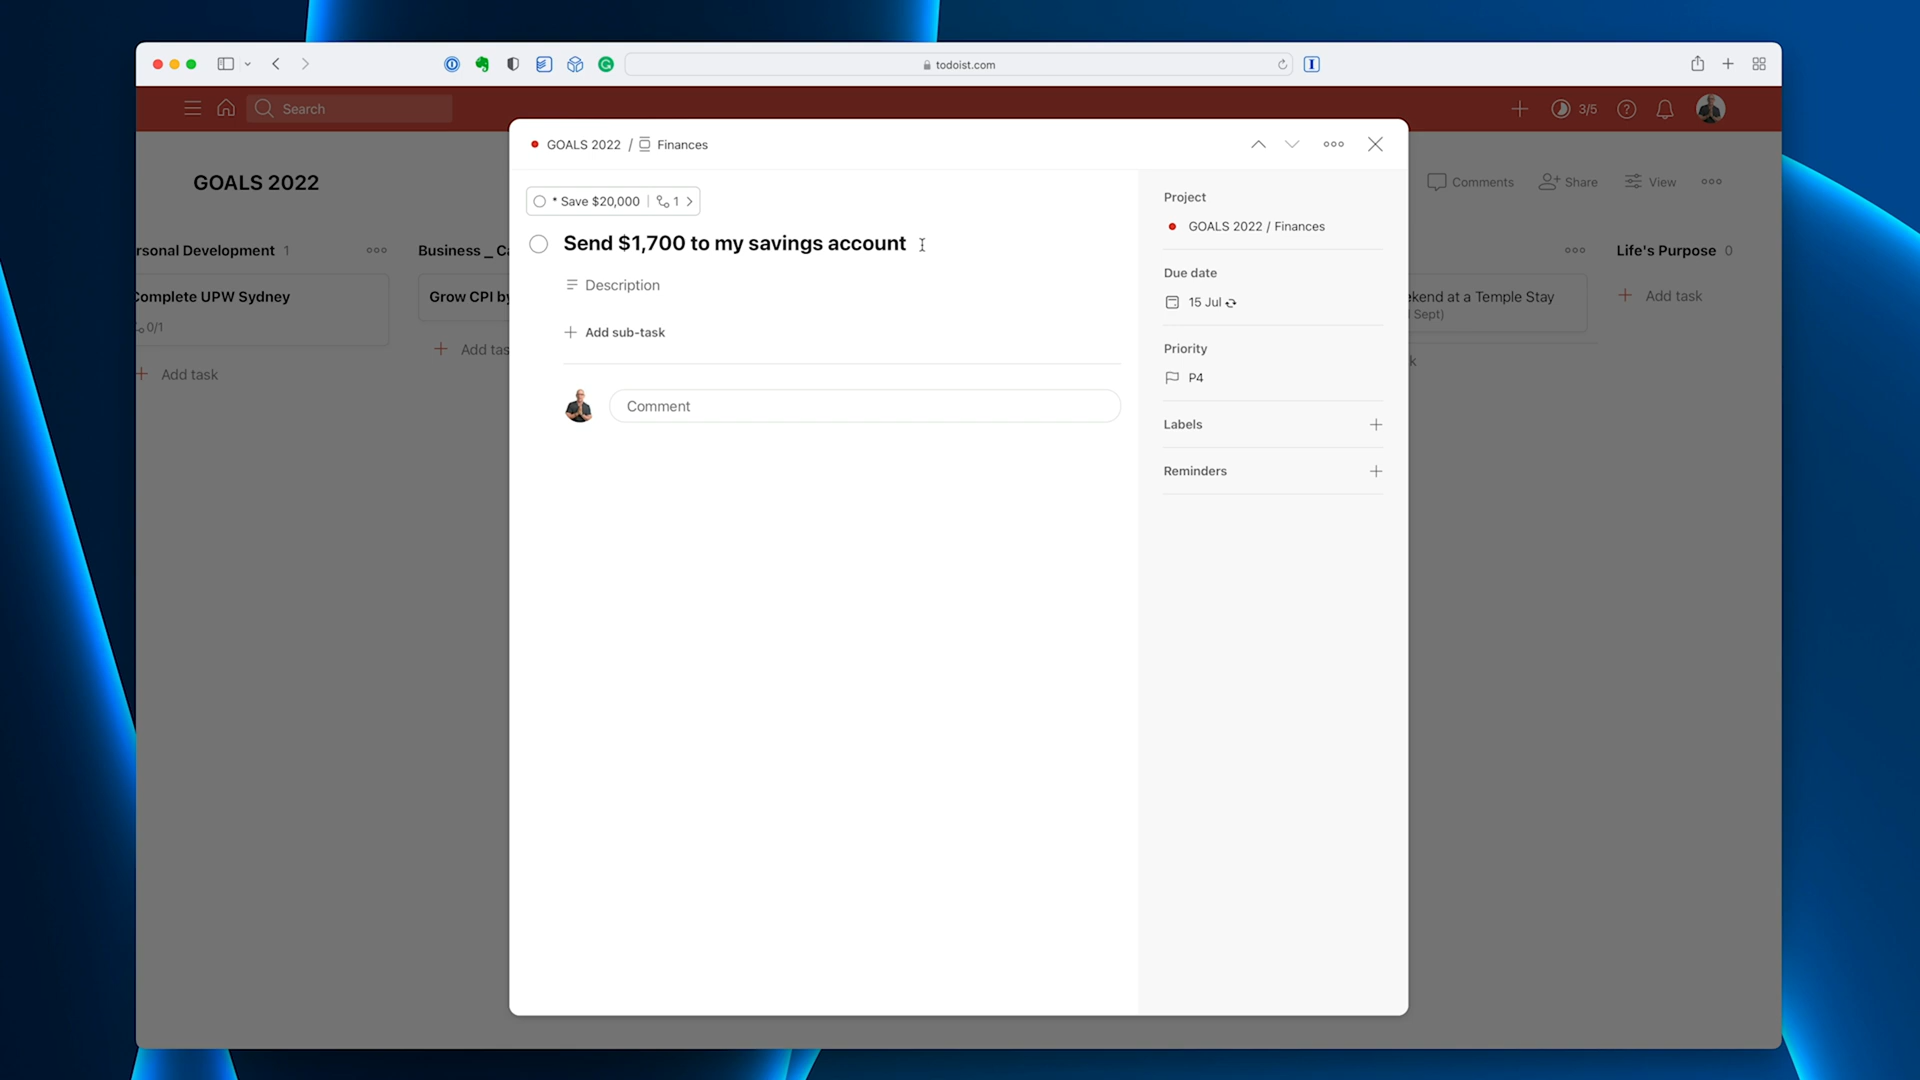 todoist.com
Search
3/5
GOALS 2022
Comments
Share
View
GOALS 2022 / Finances
* Save $20,000
1
Send $1,700 to my savings account
Description
Add sub-task
Comment
Project
GOALS 2022 / Finances
Due date
15 Jul
Priority
P4
Labels
Reminders
rsonal Development 1
Complete UPW Sydney
0/1
Add task
Business _ Ca
Grow CPI by
Add tas
ekend at a Temple Stay
Sept)
k
Life's Purpose 0
Add task